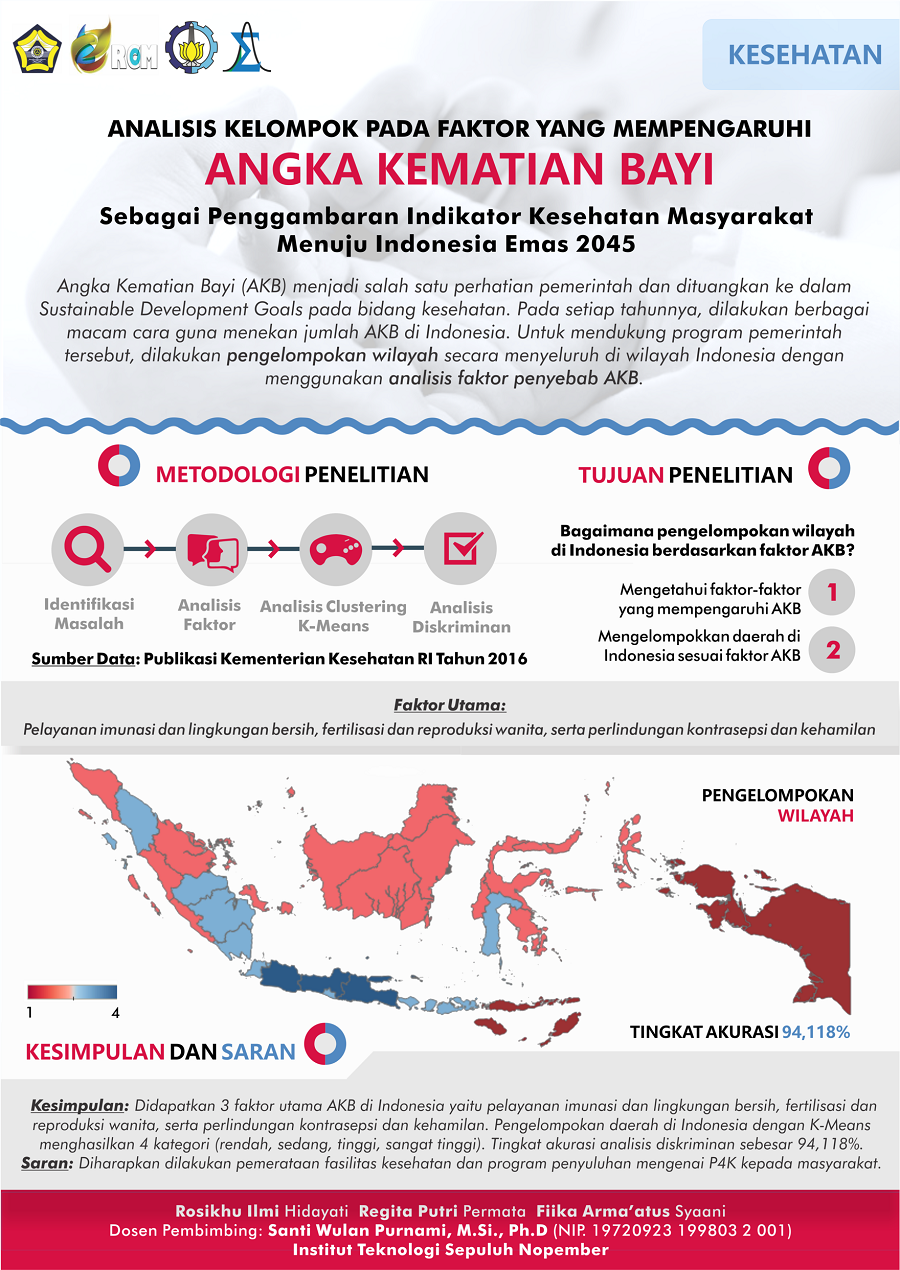 ROM
KESEHATAN
ANALISIS KELOMPOK PADA FAKTOR YANG MEMPENGARUHI
ANGKA KEMATIAN BAYI
Sebagai Penggambaran Indikator Kesehatan Masyarakat
Menuju Indonesia Emas 2045
Angka Kematian Bayi (AKB) menjadi salah satu perhatian pemerintah dan dituangkan ke dalam
Sustainable Development Goals pada bidang kesehatan. Pada setiap tahunnya, dilakukan berbagai
macam cara guna menekan jumlah AKB di Indonesia. Untuk mendukung program pemerintah
tersebut, dilakukan pengelompokan wilayah secara menyeluruh di wilayah Indonesia dengan
menggunakan analisis faktor penyebab AKB.
METODOLOGI PENELITIAN
Identifikasi
Masalah
Analisis
Faktor
Analisis Clustering
K-Means
Analisis
Diskriminan
Sumber Data: Publikasi Kementerian Kesehatan RI Tahun 2016
TUJUAN PENELITIAN
Bagaimana pengelompokan wilayah
di Indonesia berdasarkan faktor AKB?
Mengetahui faktor-faktor
yang mempengaruhi AKB
1
Mengelompokkan daerah di
Indonesia sesuai faktor AKB
2
Faktor Utama:
Pelayanan imunasi dan lingkungan bersih, fertilisasi dan reproduksi wanita, serta perlindungan kontrasepsi dan kehamilan
PENGELOMPOKAN
WILAYAH
1 4
TINGKAT AKURASI 94,118%
KESIMPULAN DAN SARAN
Kesimpulan: Didapatkan 3 faktor utama AKB di Indonesia yaitu pelayanan imunasi dan lingkungan bersih, fertilisasi dan
reproduksi wanita, serta perlindungan kontrasepsi dan kehamilan. Pengelompokan daerah di Indonesia dengan K-Means
menghasilkan 4 kategori (rendah, sedang, tinggi, sangat tinggi). Tingkat akurasi analisis diskriminan sebesar 94,118%.
Saran: Diharapkan dilakukan pemerataan fasilitas kesehatan dan program penyuluhan mengenai P4K kepada masyarakat.
Rosikhu Ilmi Hidayati Regita Putri Permata Fiika Arma'atus Syaani
Dosen Pembimbing: Santi Wulan Purnami, M.Si., Ph.D (NIP. 19720923 199803 2 001)
Institut Teknologi Sepuluh Nopember